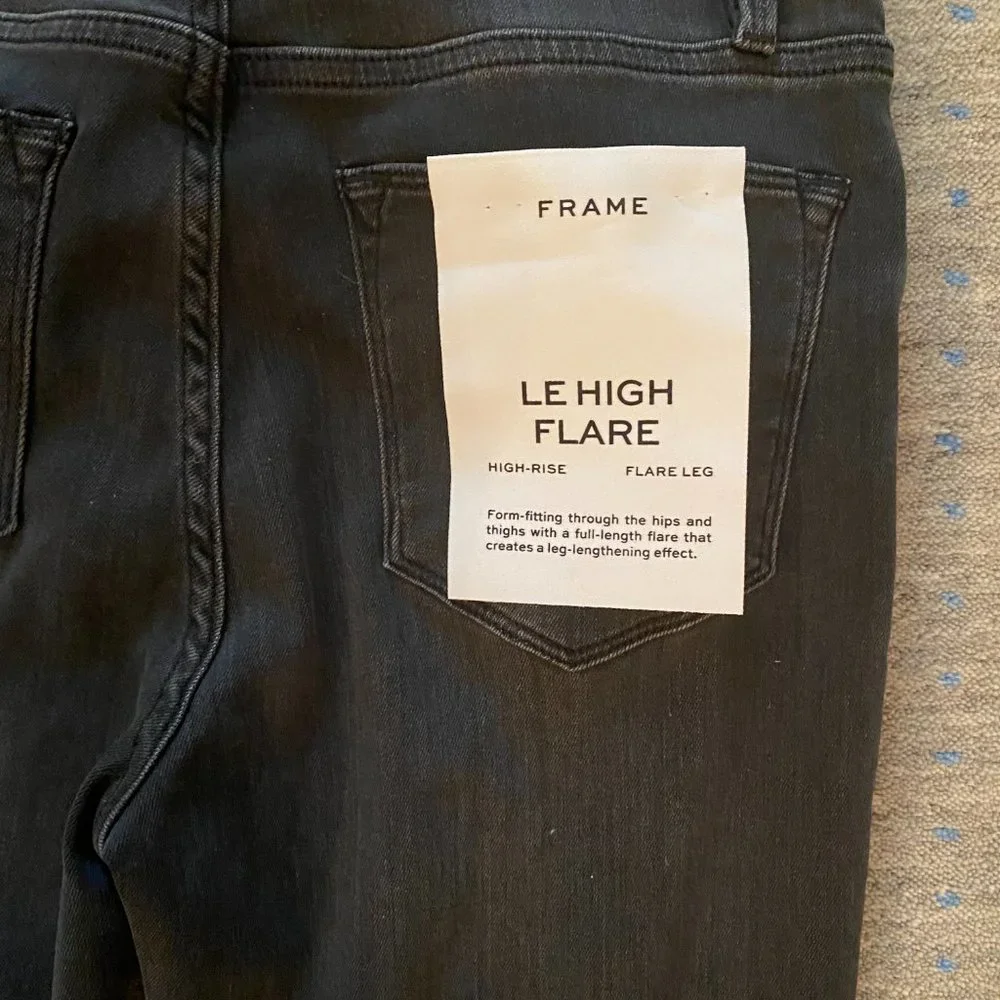 FRAME
LE HIGH
FLARE
HIGH-RISE FLARE LEG
Form-fitting through the hips and
thighs with a full-length flare that
creates a leg-lengthening effect.